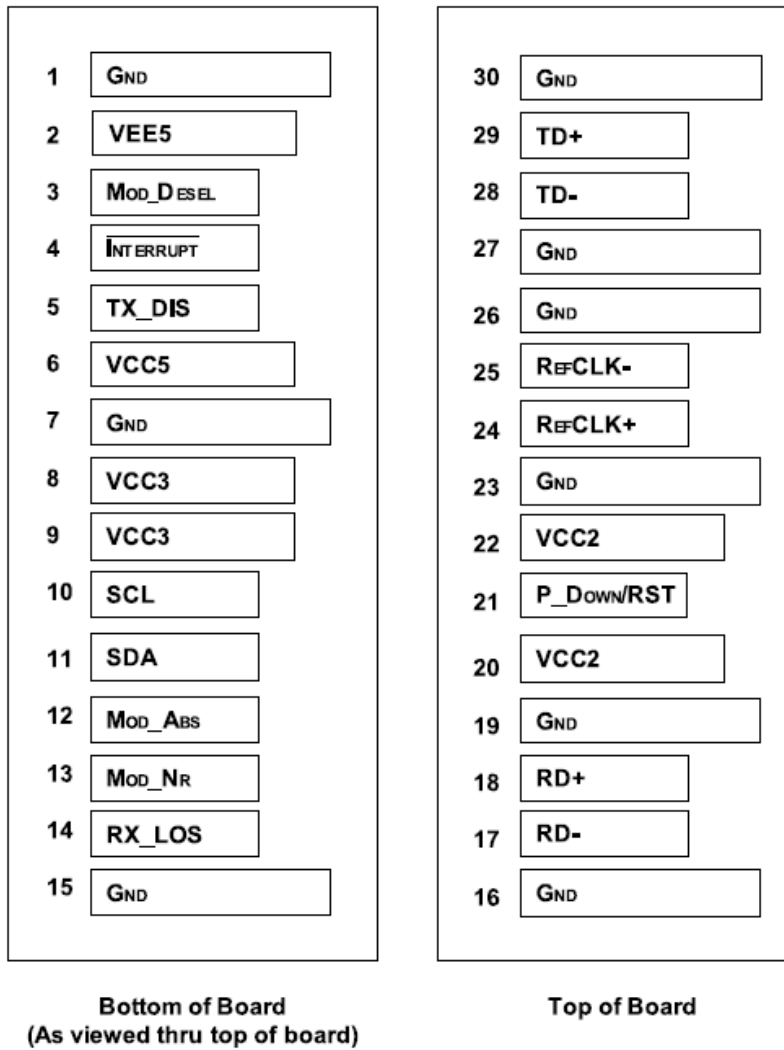 1 GND
2 VEE5
3 MOD_DESEL
4 INTERRUPT
5 TX_DIS
6 VCC5
7 GND
8 VCC3
9 VCC3
10 SCL
11 SDA
12 MOD_ABS
13 MOD_NR
14 RX_LOS
15 GND
Bottom of Board
(As viewed thru top of board)
30 GND
29 TD+
28 TD-
27 GND
26 GND
25 REFCLK-
24 REFCLK+
23 GND
22 VCC2
21 P_DOWN/RST
20 VCC2
19 GND
18 RD+
17 RD-
16 GND
Top of Board